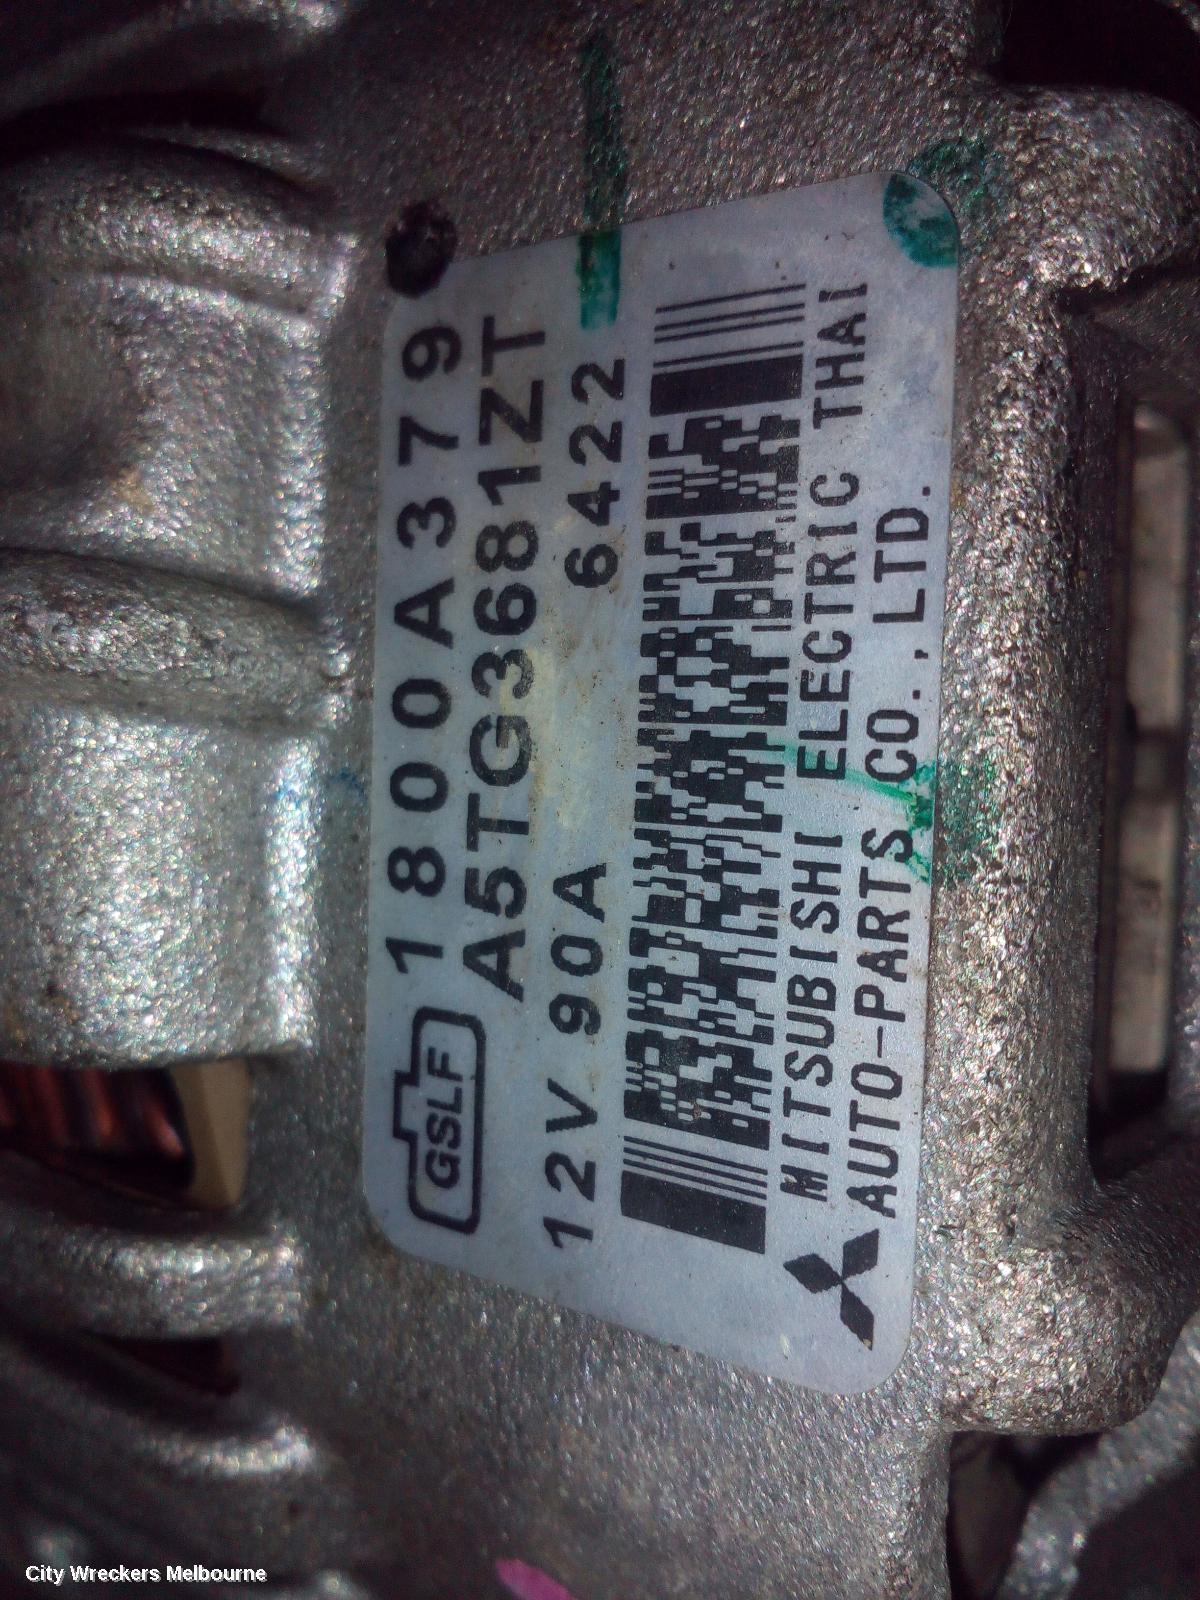 1800A379
GSLF
A5TG3681ZT
12V 90A 6422
MITSUBISHI ELECTRIC THAI
AUTO-PARTS CO.,LTD.
City Wreckers Melbourne